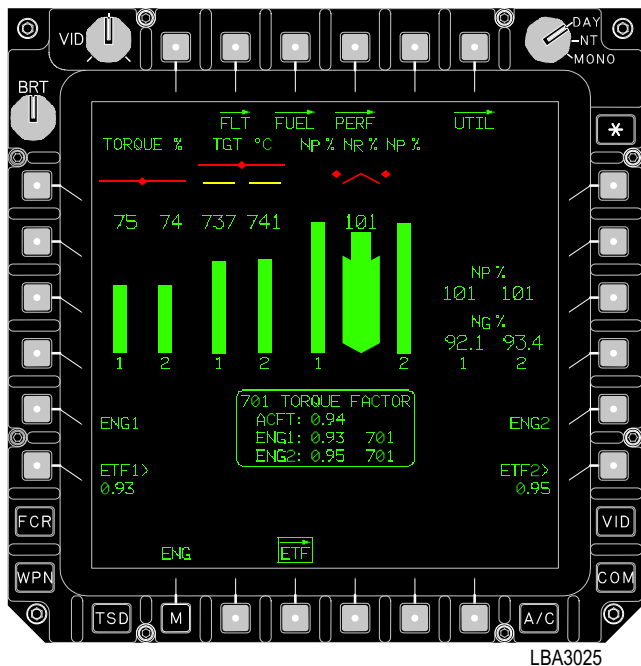 VID
DAY
NT
MONO
BRT
FLT FUEL PERF UTIL
TORQUE % TGT °C NP % NR % NP %
*
75 74 737 741 101
NP %
101 101
NG %
92.1 93.4
1 2 1 2 1 2 1 2
701 TORQUE FACTOR
ACFT: 0.94
ENG1: 0.93 701
ENG2: 0.95 701
ENG1 ENG2
ETF1> ETF2>
0.93 0.95
FCR VID
ENG ETF
WPN COM
TSD M A/C
LBA3025